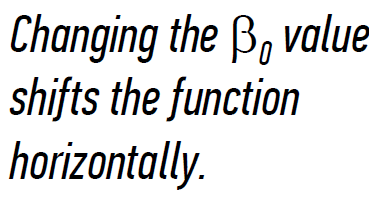 Changing the β₀ value
shifts the function
horizontally.